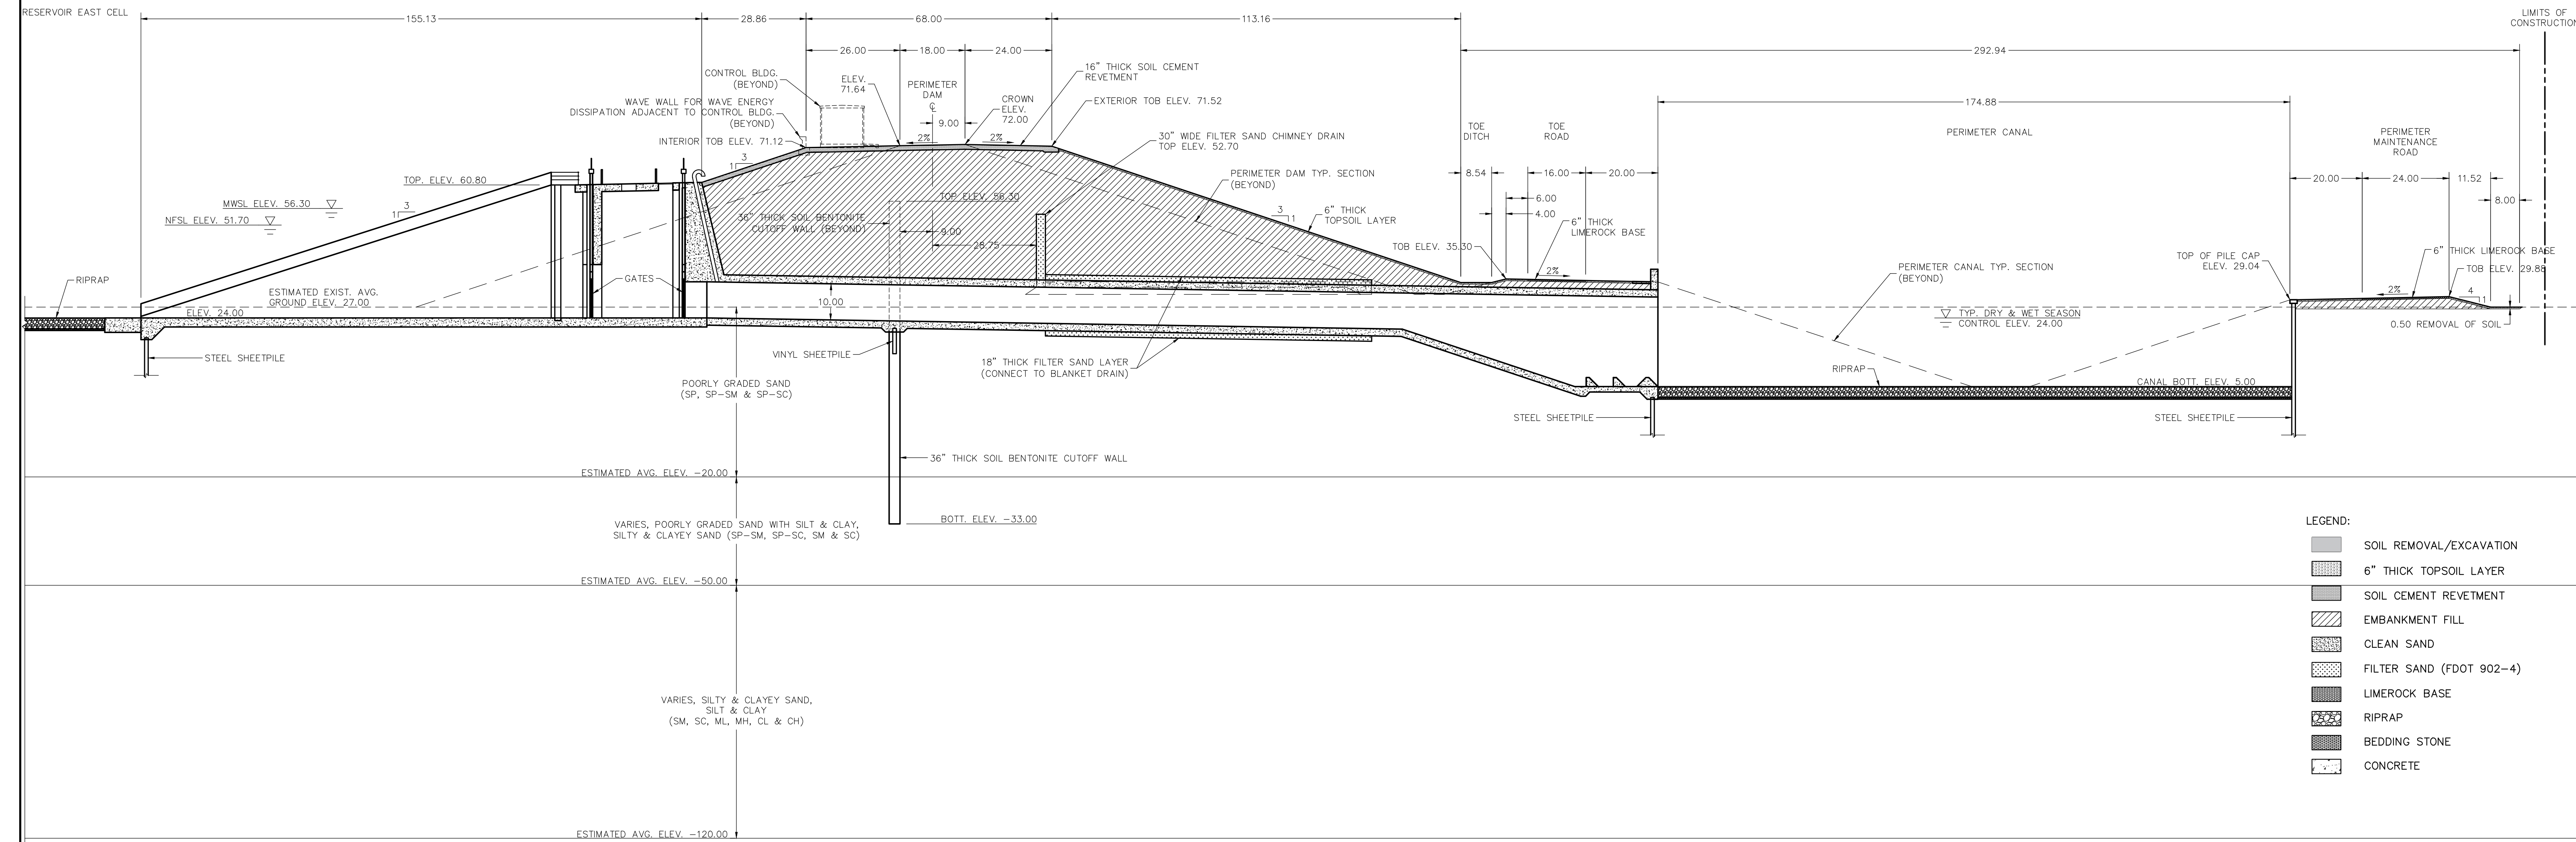 RESERVOIR EAST CELL
155.13
28.86
68.00
113.16
LIMITS OF
CONSTRUCTION
26.00
18.00
24.00
292.94
CONTROL BLDG.
(BEYOND)
ELEV.
71.64
PERIMETER
DAM
℄
CROWN
ELEV.
72.00
9.00
16" THICK SOIL CEMENT
REVETMENT
WAVE WALL FOR WAVE ENERGY
DISSIPATION ADJACENT TO CONTROL BLDG.
(BEYOND)
EXTERIOR TOB ELEV. 71.52
174.88
INTERIOR TOB ELEV. 71.12
2%
2%
30" WIDE FILTER SAND CHIMNEY DRAIN
TOP ELEV. 52.70
TOE
DITCH
TOE
ROAD
PERIMETER CANAL
PERIMETER
MAINTENANCE
ROAD
3
1
TOP. ELEV. 60.80
PERIMETER DAM TYP. SECTION
(BEYOND)
8.54
16.00
20.00
20.00
24.00
11.52
MWSL ELEV. 56.30
NFSL ELEV. 51.70
3
1
TOP ELEV. 56.30
6.00
4.00
8.00
36" THICK SOIL BENTONITE
CUTOFF WALL (BEYOND)
9.00
28.75
3
1
6" THICK
TOPSOIL LAYER
6" THICK
LIMEROCK BASE
TOB ELEV. 35.30
2%
TOP OF PILE CAP
ELEV. 29.04
6" THICK LIMEROCK BASE
TOB ELEV. 29.88
RIPRAP
GATES
PERIMETER CANAL TYP. SECTION
(BEYOND)
ESTIMATED EXIST. AVG.
GROUND ELEV. 27.00
10.00
2%
4
1
ELEV. 24.00
TYP. DRY & WET SEASON
CONTROL ELEV. 24.00
0.50 REMOVAL OF SOIL
STEEL SHEETPILE
VINYL SHEETPILE
18" THICK FILTER SAND LAYER
(CONNECT TO BLANKET DRAIN)
RIPRAP
POORLY GRADED SAND
(SP, SP-SM & SP-SC)
CANAL BOTT. ELEV. 5.00
STEEL SHEETPILE
STEEL SHEETPILE
36" THICK SOIL BENTONITE CUTOFF WALL
ESTIMATED AVG. ELEV. -20.00
BOTT. ELEV. -33.00
VARIES, POORLY GRADED SAND WITH SILT & CLAY,
SILTY & CLAYEY SAND (SP-SM, SP-SC, SM & SC)
ESTIMATED AVG. ELEV. -50.00
VARIES, SILTY & CLAYEY SAND,
SILT & CLAY
(SM, SC, ML, MH, CL & CH)
ESTIMATED AVG. ELEV. -120.00
LEGEND:
SOIL REMOVAL/EXCAVATION
6" THICK TOPSOIL LAYER
SOIL CEMENT REVETMENT
EMBANKMENT FILL
CLEAN SAND
FILTER SAND (FDOT 902-4)
LIMEROCK BASE
RIPRAP
BEDDING STONE
CONCRETE